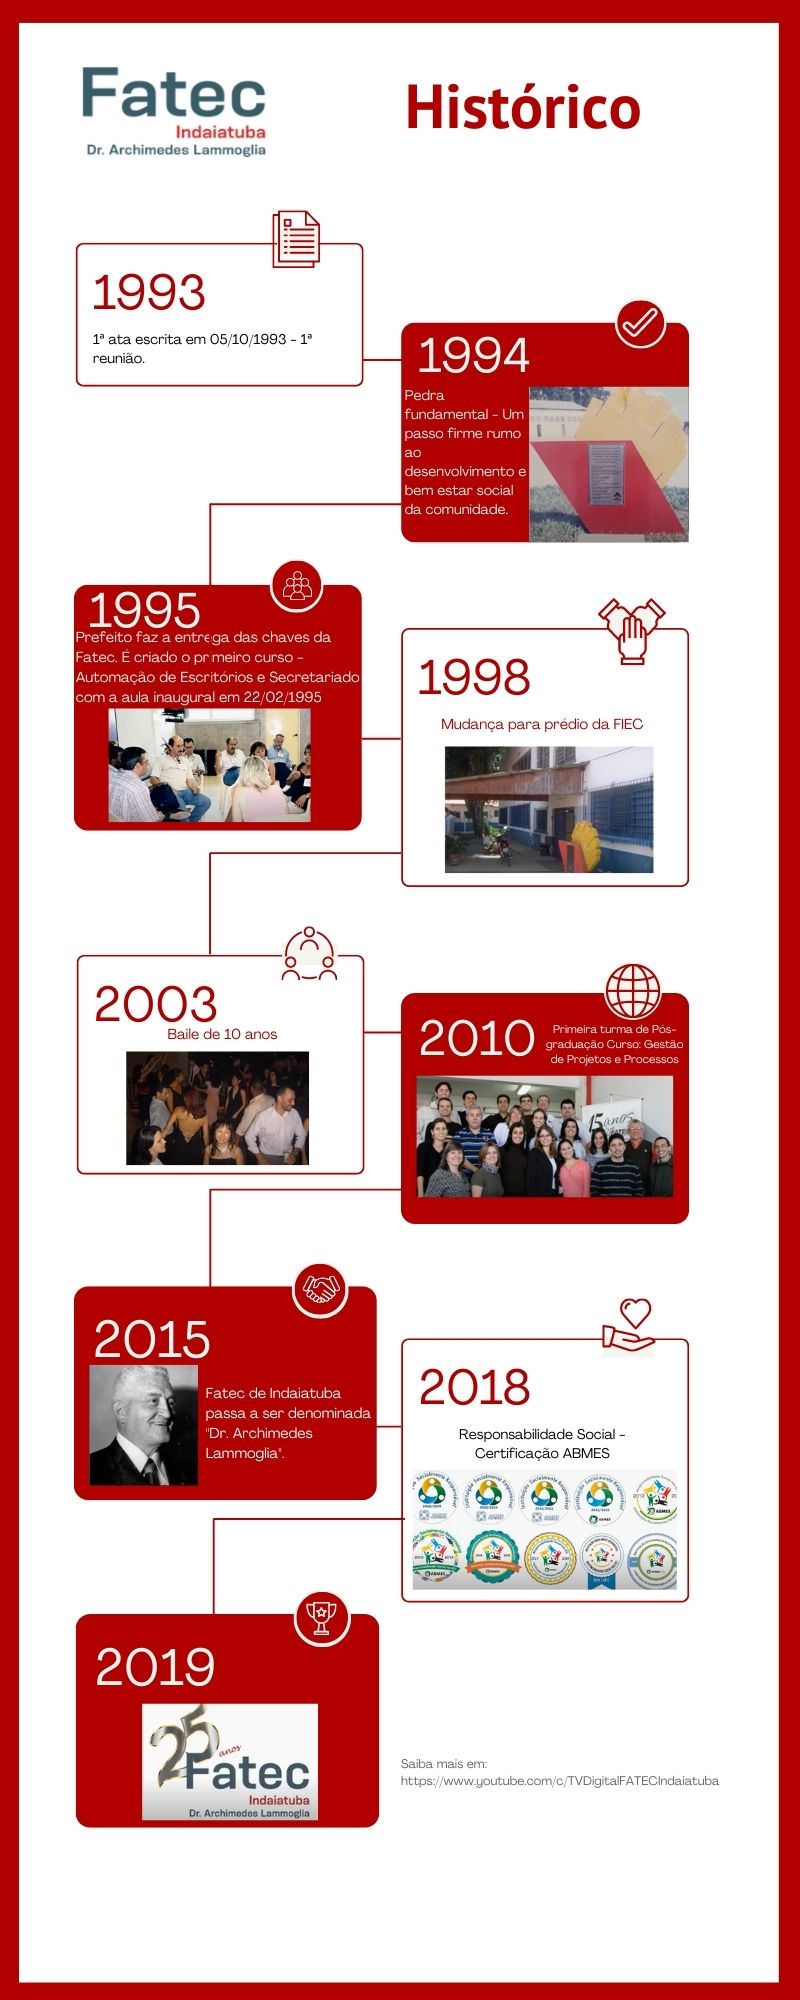 Fatec
Indaiatuba
Dr. Archimedes Lammoglia
Histórico
1993
1ª ata escrita em 05/10/1993 - 1ª
reunião.
1994
Pedra
fundamental - Um
passo firme rumo
ao
desenvolvimento e
bem estar social
da comunidade.
1995
Prefeito faz a entrega das chaves da
Fatec. É criado o primeiro curso -
Automação de Escritórios e Secretariado
com a aula inaugural em 22/02/1995
1998
Mudança para prédio da FIEC
2003
Baile de 10 anos
2010
Primeira turma de Pós-
graduação Curso: Gestão
de Projetos e Processos
15 anos
2015
Fatec de Indaiatuba
passa a ser denominada
"Dr. Archimedes
Lammoglia".
2018
Responsabilidade Social -
Certificação ABMES
2019
25 anos
Fatec
Indaiatuba
Dr. Archimedes Lammoglia
Saiba mais em:
https://www.youtube.com/c/TVDigitalFATECIndaiatuba